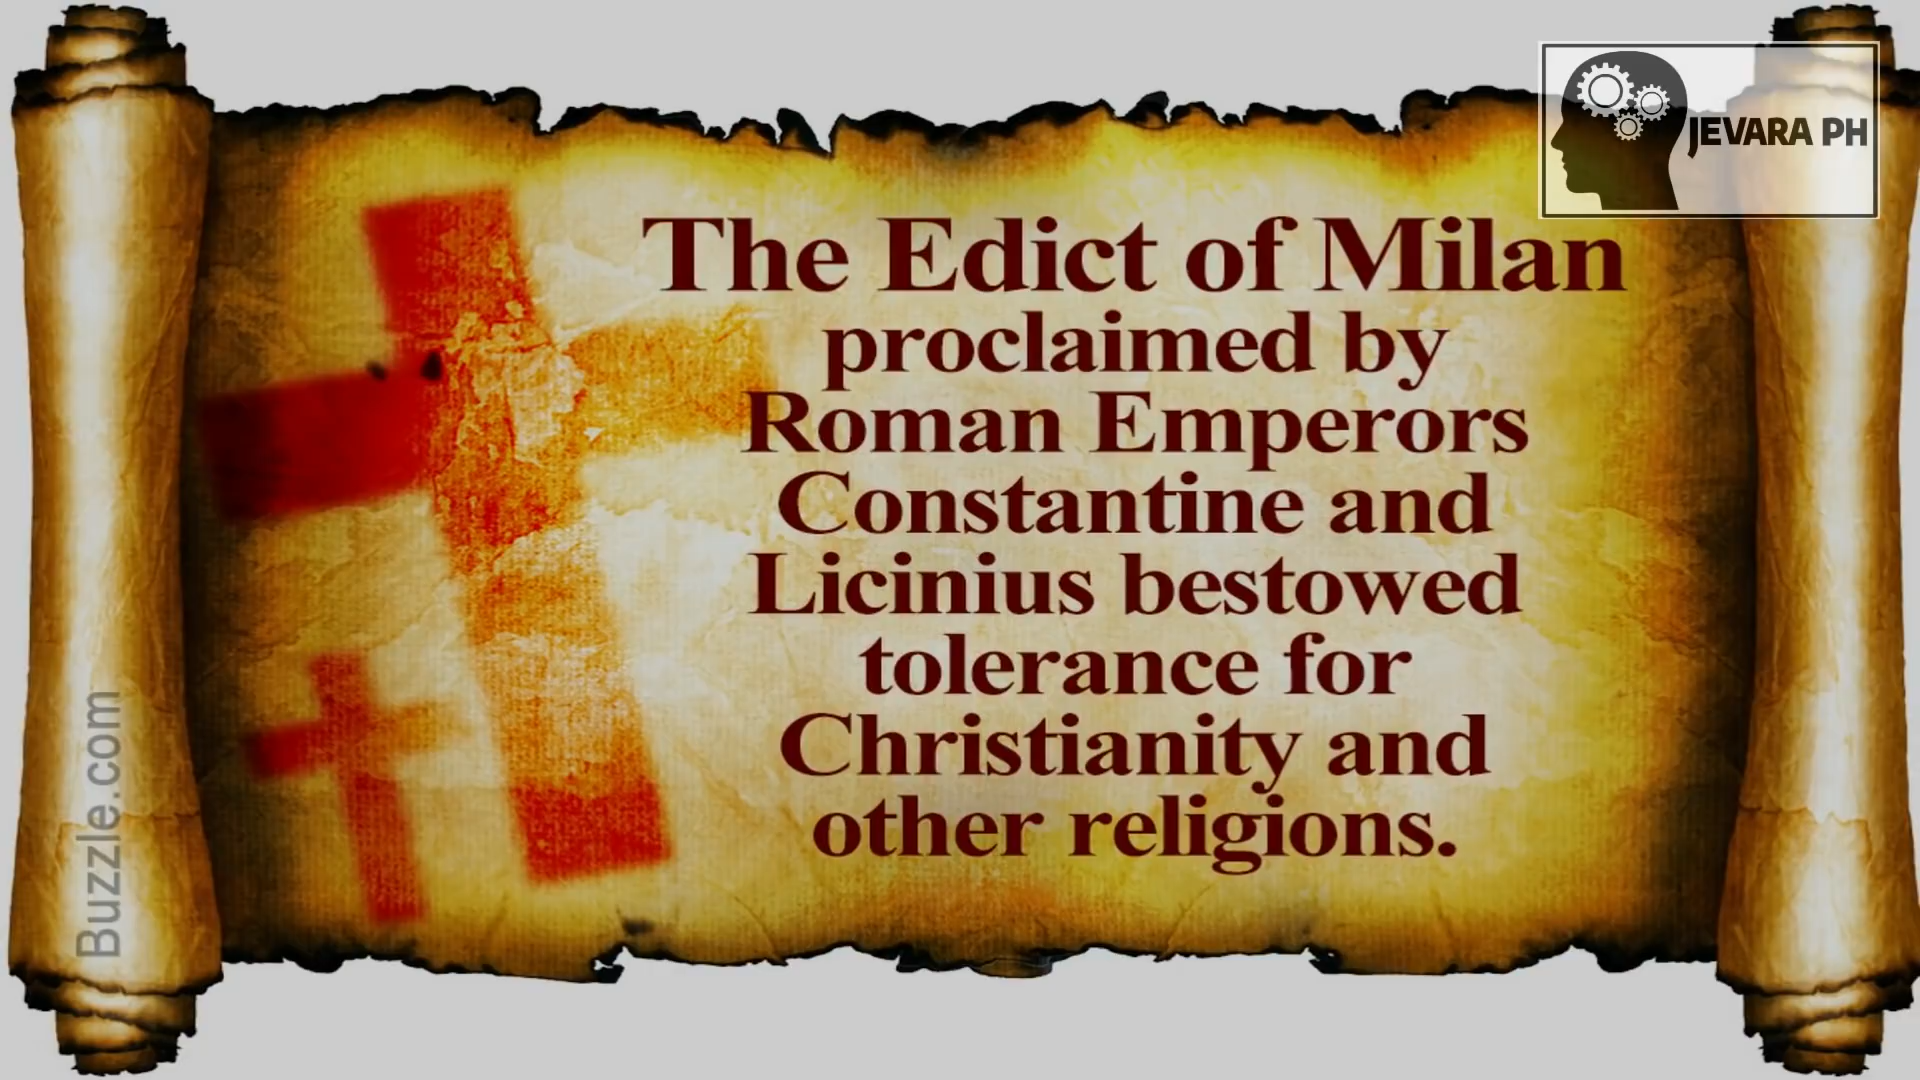 JEVARA PH
The Edict of Milan
proclaimed by
Roman Emperors
Constantine and
Licinius bestowed
tolerance for
Christianity and
other religions.
Buzzle.com